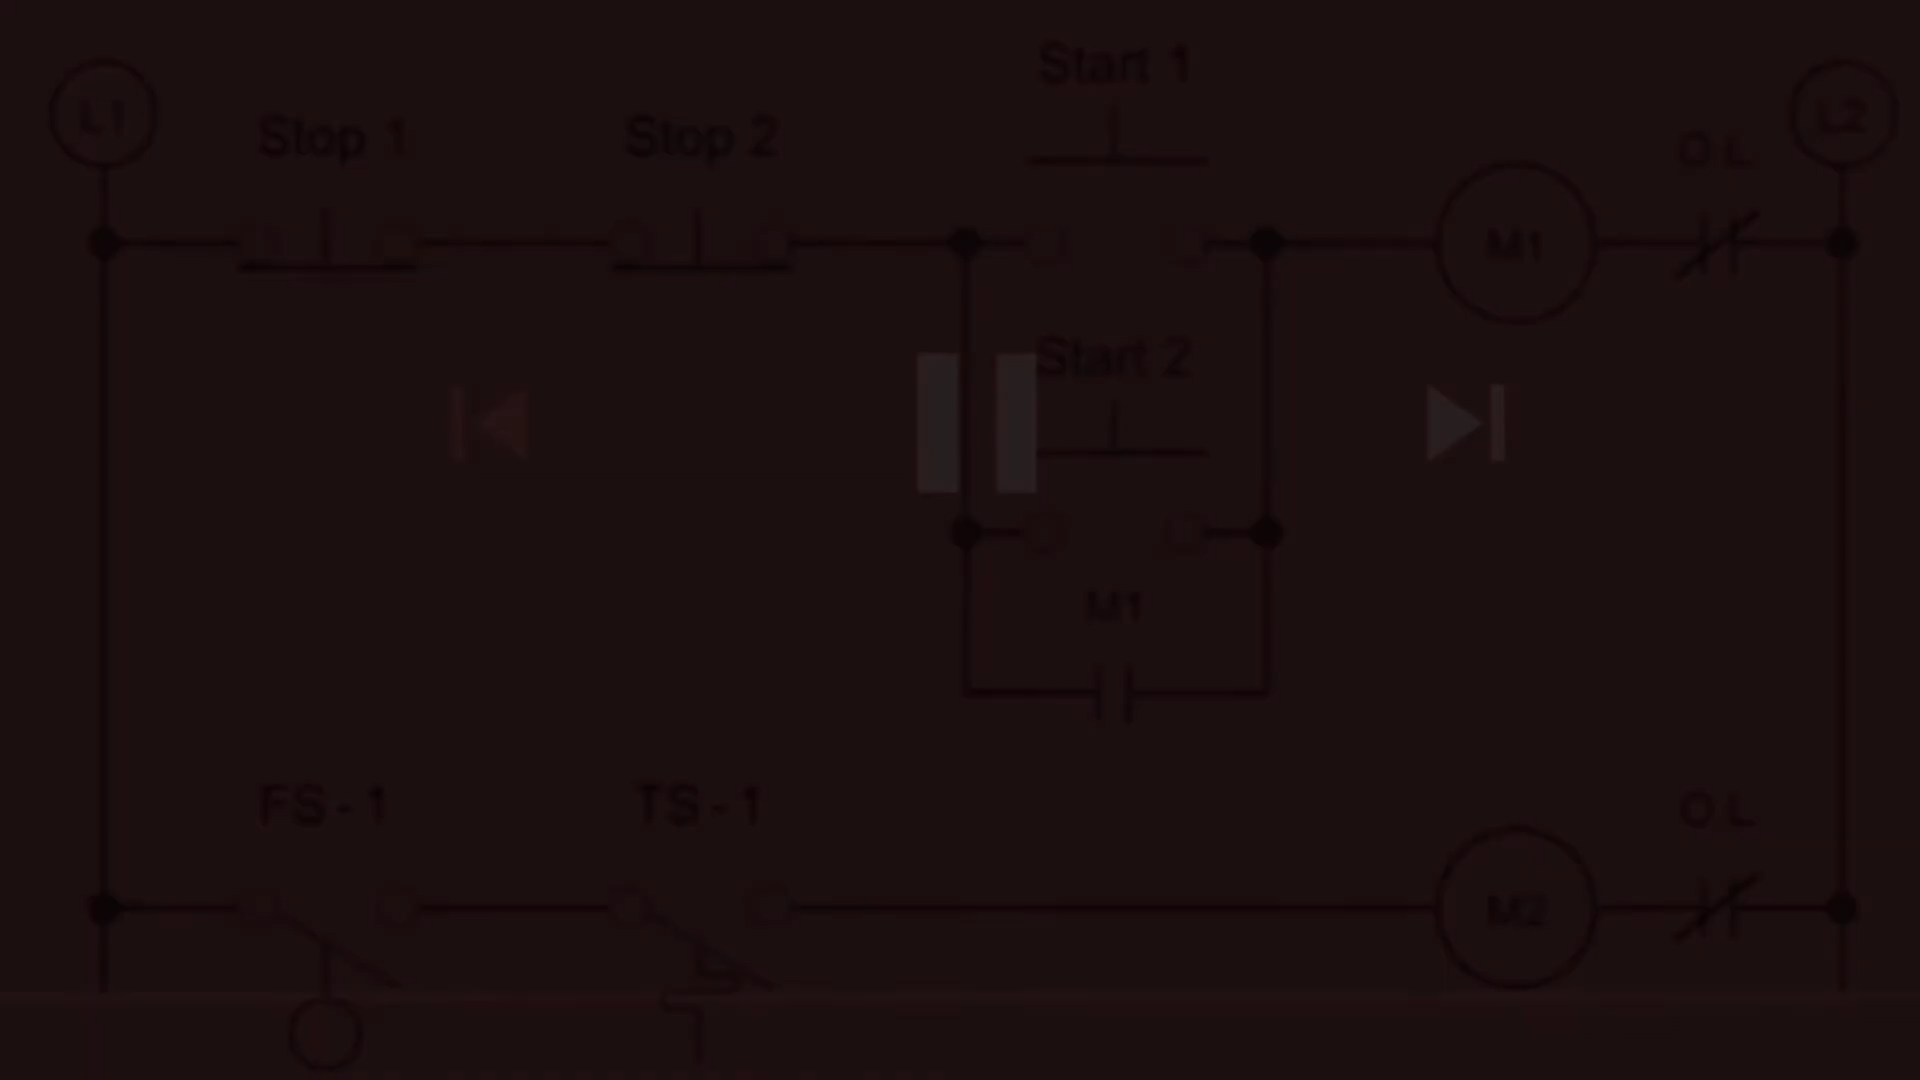 Start 1
L1
L2
Stop 1
Stop 2
O L
M1
Start 2
M1
FS - 1
TS - 1
O L
M2